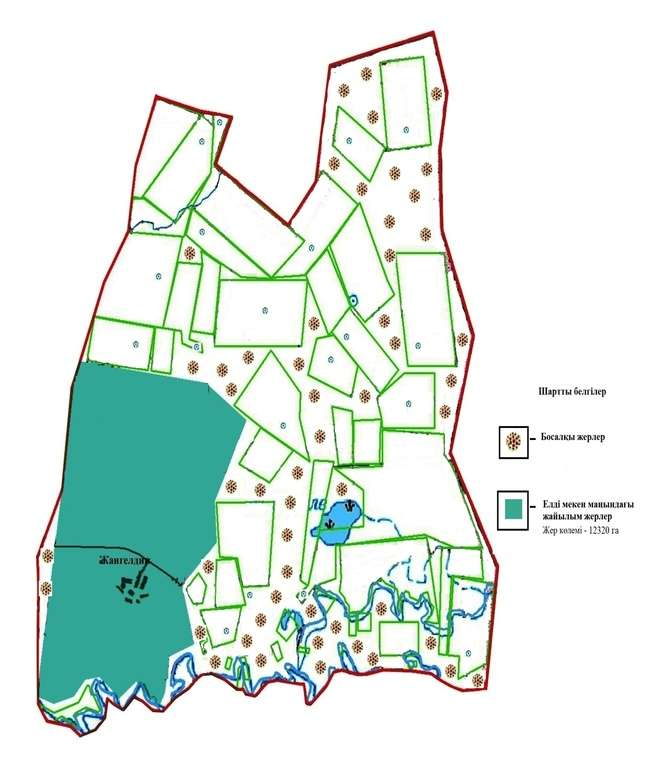 Шартты белгілер
Босалқы жерлер
Елді мекен маңындағы
жайылым жерлер
Жер көлемі - 12320 га
Жангелдин